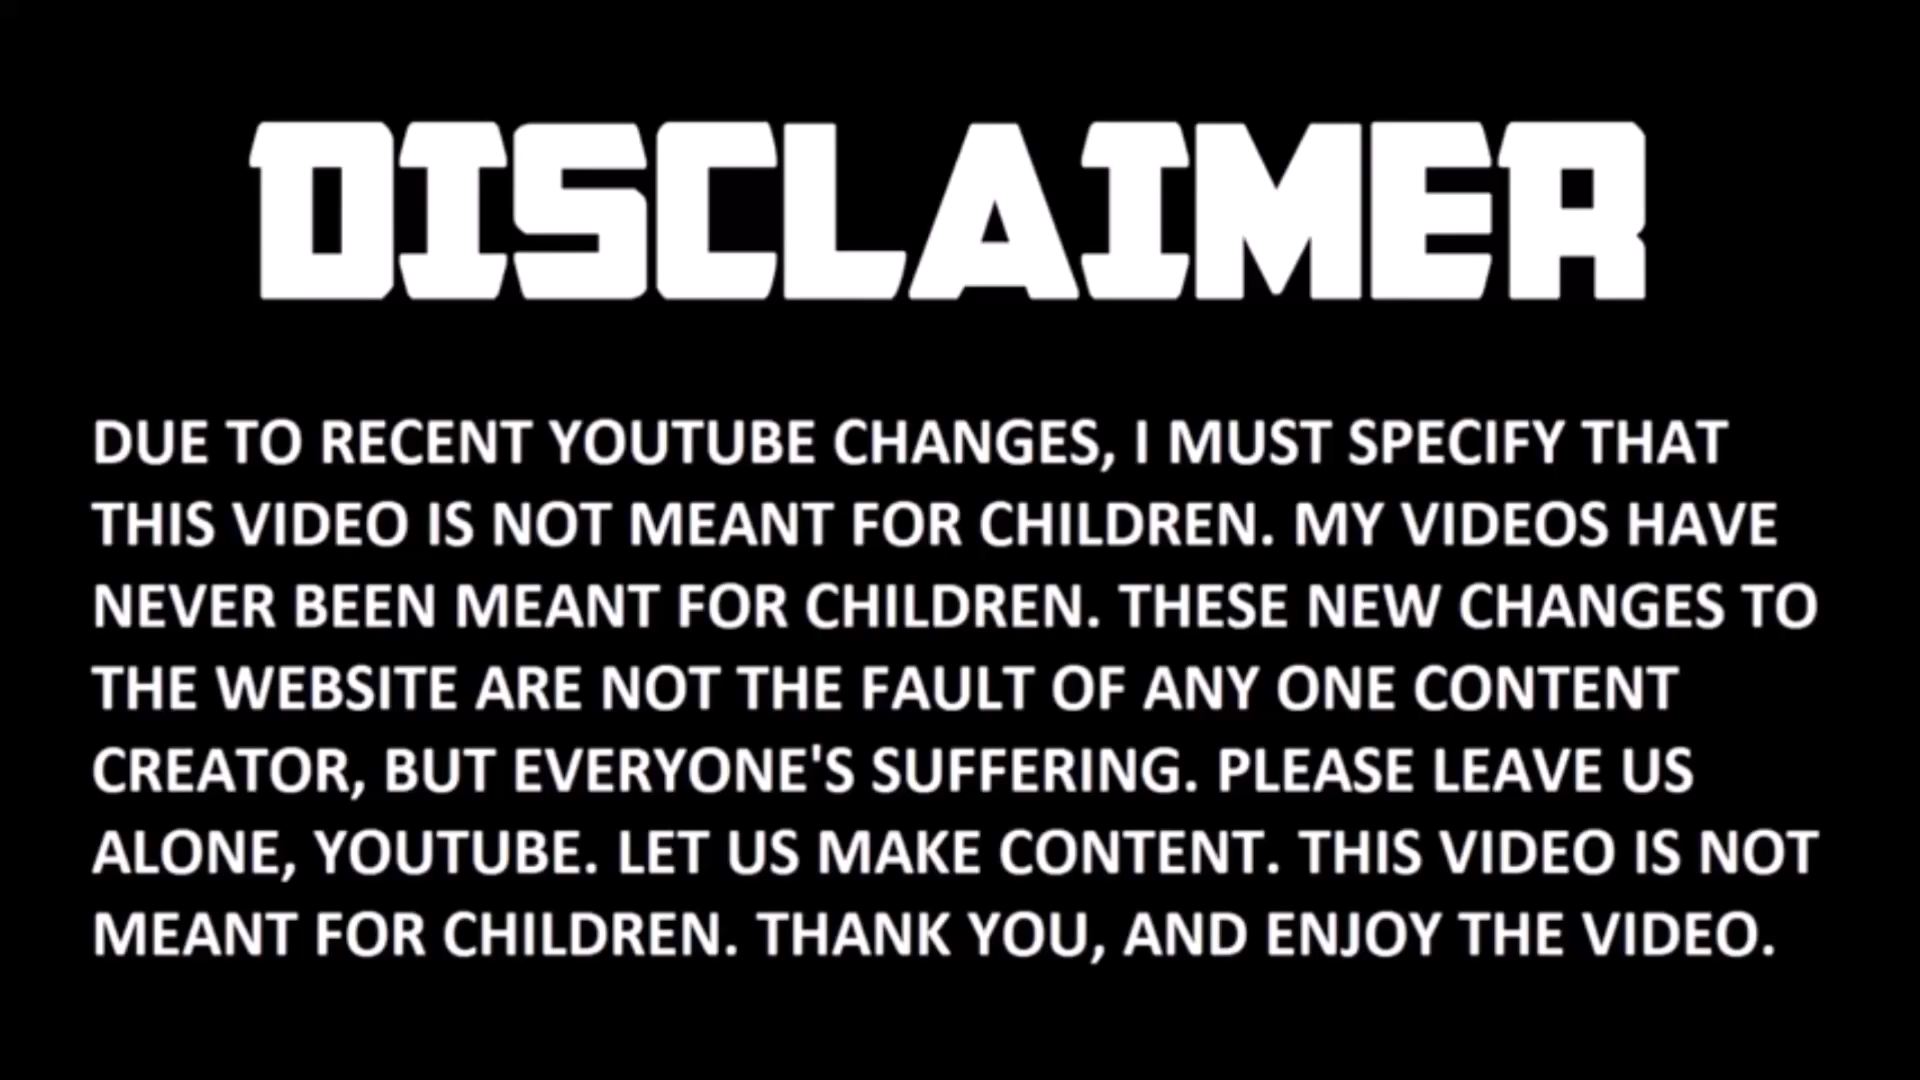 DISCLAIMER
DUE TO RECENT YOUTUBE CHANGES, I MUST SPECIFY THAT
THIS VIDEO IS NOT MEANT FOR CHILDREN. MY VIDEOS HAVE
NEVER BEEN MEANT FOR CHILDREN. THESE NEW CHANGES TO
THE WEBSITE ARE NOT THE FAULT OF ANY ONE CONTENT
CREATOR, BUT EVERYONE'S SUFFERING. PLEASE LEAVE US
ALONE, YOUTUBE. LET US MAKE CONTENT. THIS VIDEO IS NOT
MEANT FOR CHILDREN. THANK YOU, AND ENJOY THE VIDEO.